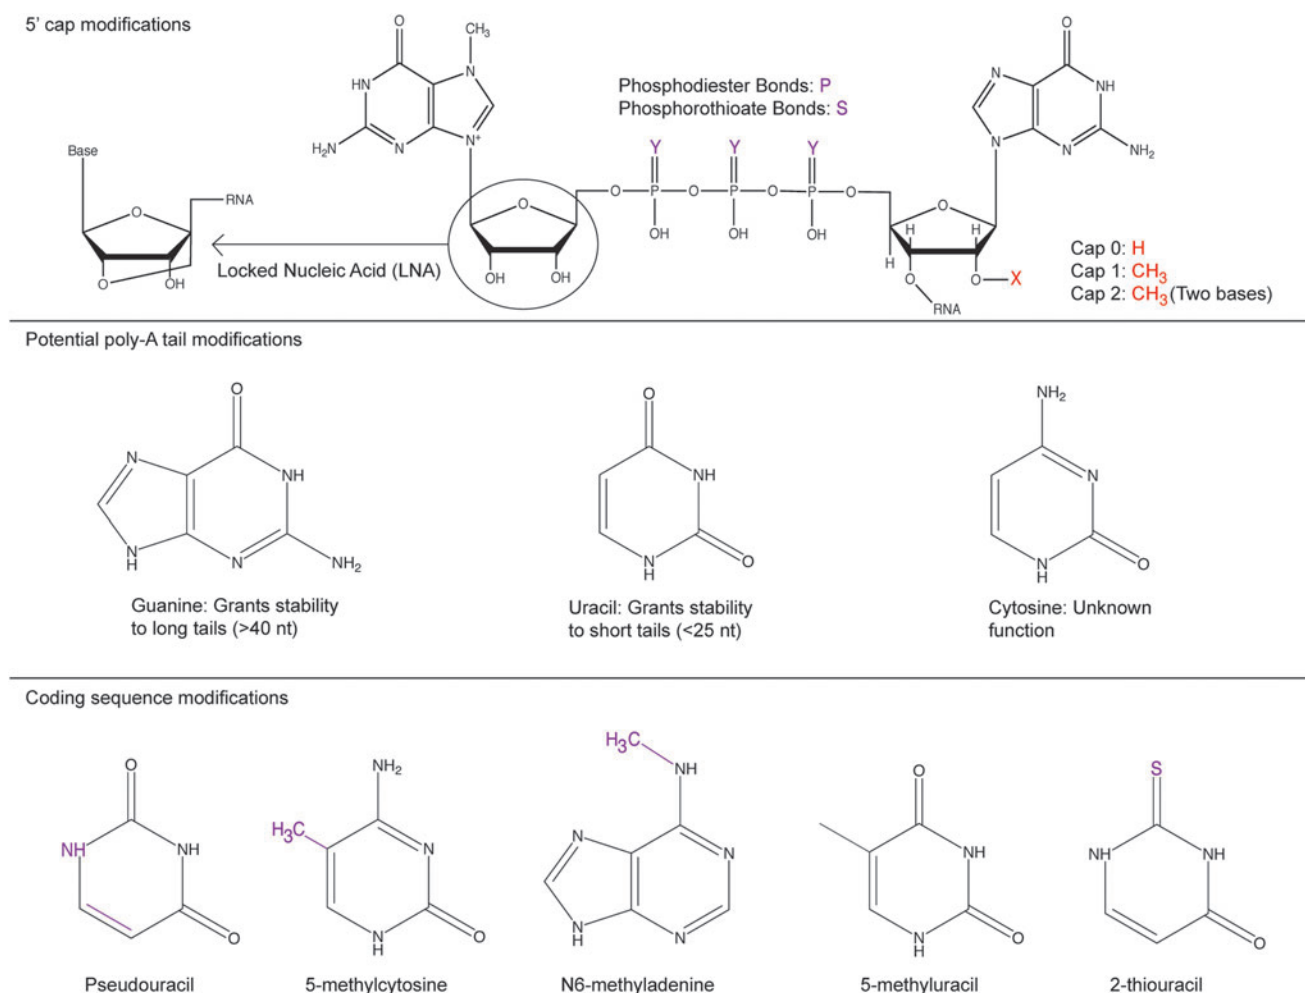 5' cap modifications
O
CH₃
HN
N
H₂N
N
N⁺
Phosphodiester Bonds: P
Phosphorothioate Bonds: S
O
N
NH
N
N
NH₂
Base
O
RNA
O
OH
Locked Nucleic Acid (LNA)
O
OH
OH
Y
Y
Y
O
P
O
P
O
P
O
OH
OH
OH
O
H
H
H
O
O
X
RNA
Cap 0: H
Cap 1: CH₃
Cap 2: CH₃ (Two bases)
Potential poly-A tail modifications
O
N
NH
N
H
N
NH₂
Guanine: Grants stability
to long tails (>40 nt)
O
NH
N
H
O
Uracil: Grants stability
to short tails (<25 nt)
NH₂
N
N
H
O
Cytosine: Unknown
function
Coding sequence modifications
O
NH
NH
O
Pseudouracil
NH₂
H₃C
N
N
H
O
5-methylcytosine
H₃C
NH
N
N
N
H
N
N6-methyladenine
O
NH
N
H
O
5-methyluracil
S
NH
NH
O
2-thiouracil